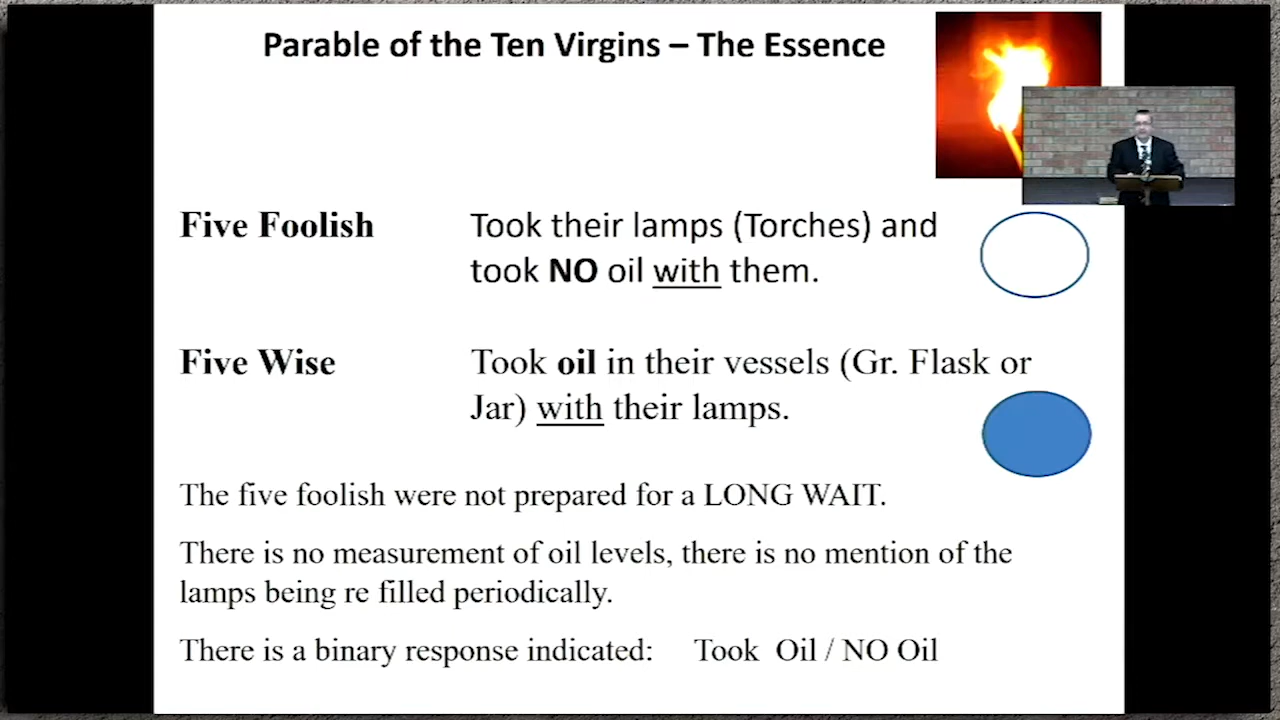 Parable of the Ten Virgins – The Essence
Five Foolish
Took their lamps (Torches) and
took NO oil with them.
Five Wise
Took oil in their vessels (Gr. Flask or
Jar) with their lamps.
The five foolish were not prepared for a LONG WAIT.
There is no measurement of oil levels, there is no mention of the
lamps being re filled periodically.
There is a binary response indicated: Took Oil / NO Oil